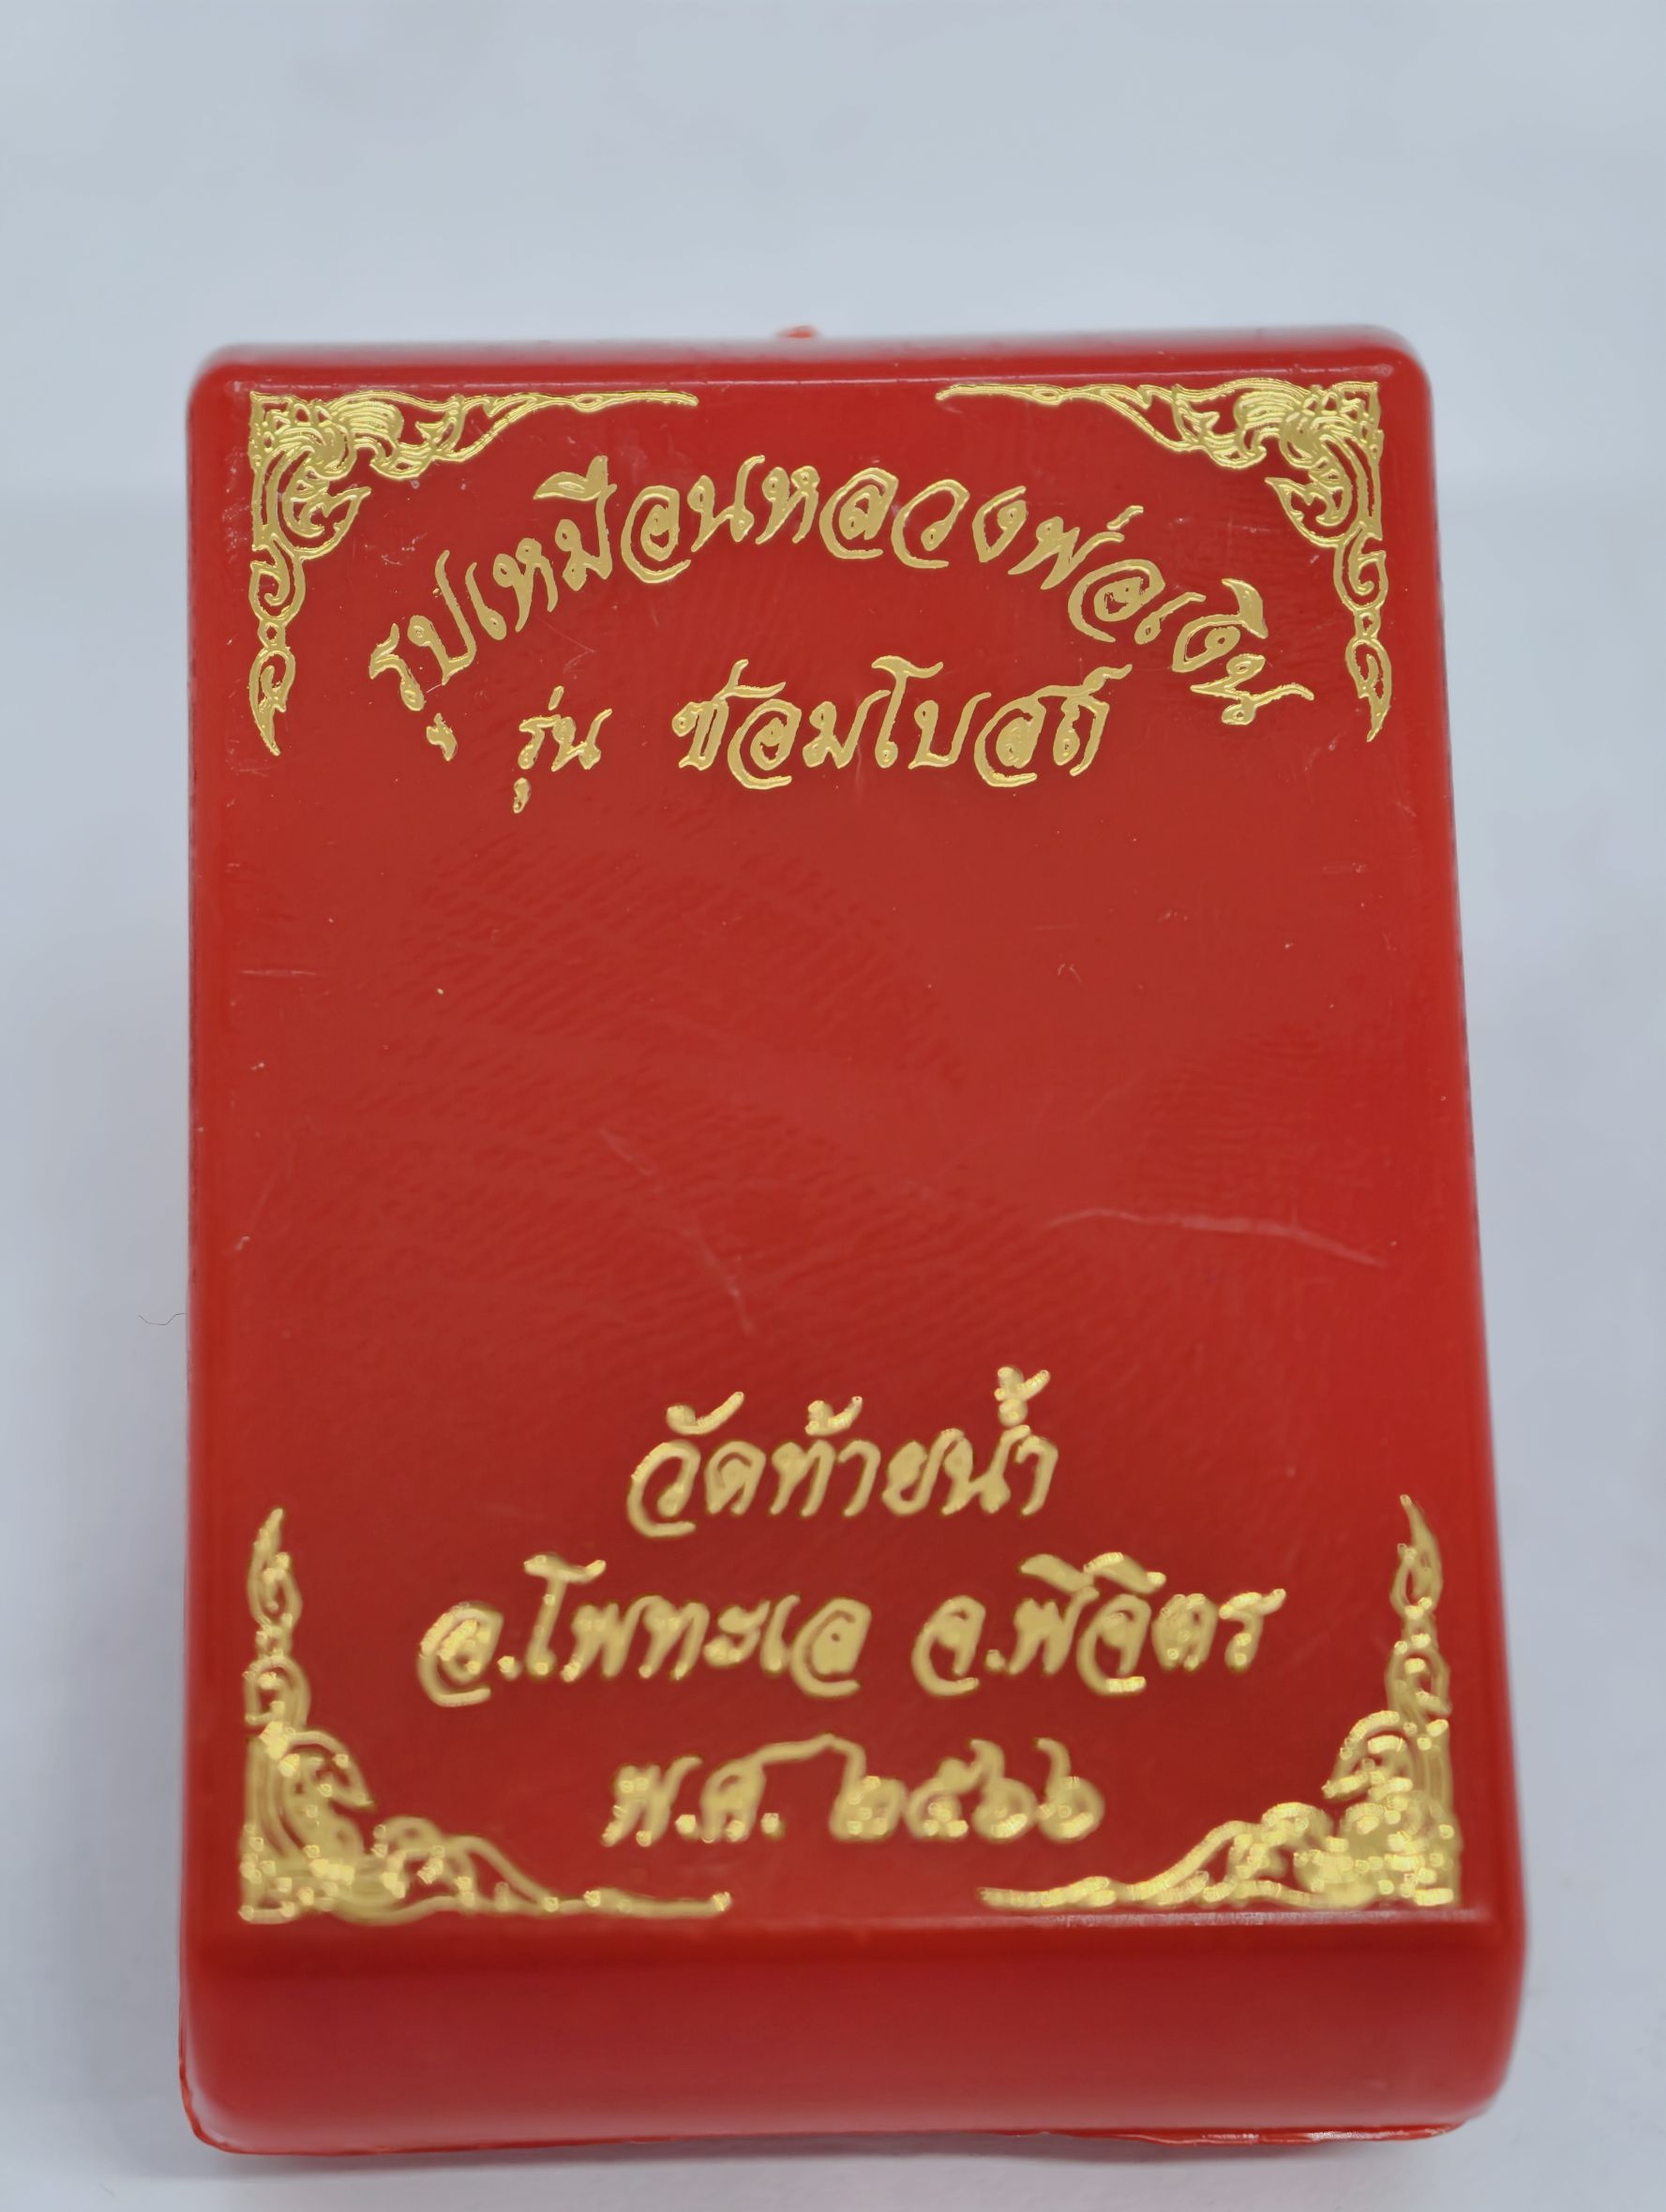 รูปเหมือนหลวงพ่อเงิน
รุ่น ซ่อมโบสถ์
วัดท้ายน้ำ
อ.โพทะเล จ.พิจิตร
พ.ศ. ๒๕๖๖